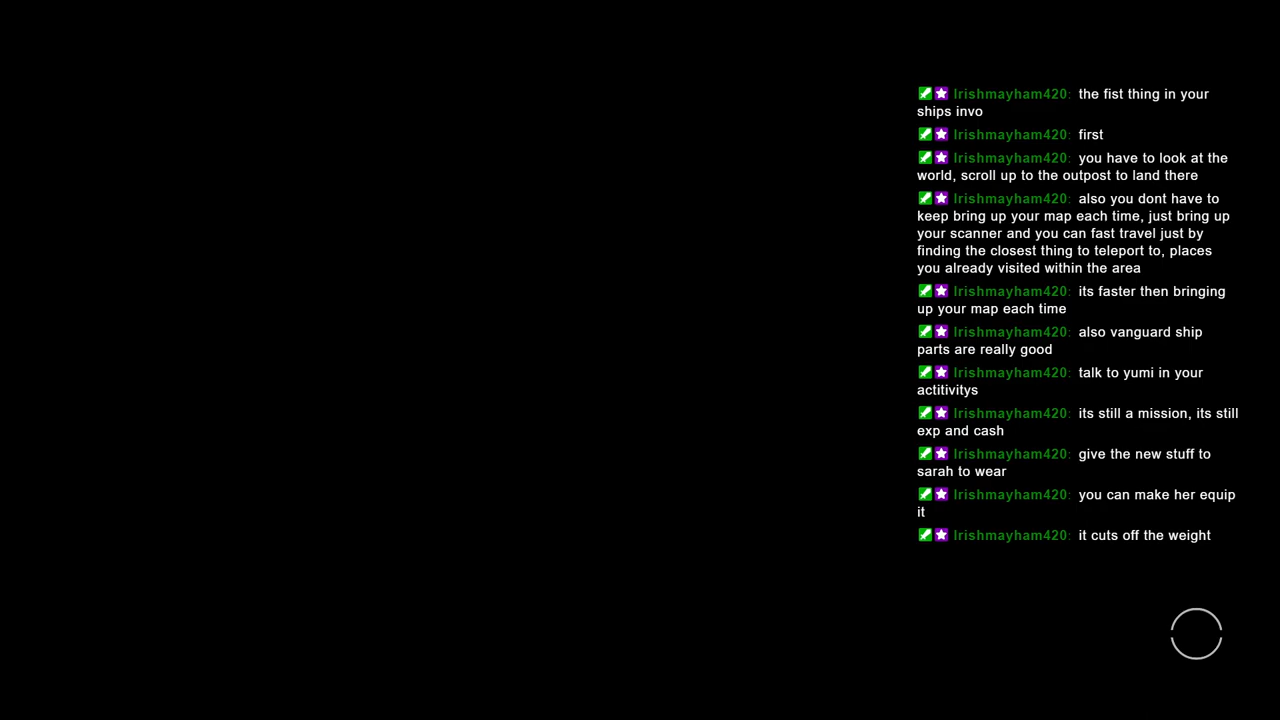 Irishmayham420: the fist thing in your
ships invo
Irishmayham420: first
Irishmayham420: you have to look at the
world, scroll up to the outpost to land there
Irishmayham420: also you dont have to
keep bring up your map each time, just bring up
your scanner and you can fast travel just by
finding the closest thing to teleport to, places
you already visited within the area
Irishmayham420: its faster then bringing
up your map each time
Irishmayham420: also vanguard ship
parts are really good
Irishmayham420: talk to yumi in your
actitivitys
Irishmayham420: its still a mission, its still
exp and cash
Irishmayham420: give the new stuff to
sarah to wear
Irishmayham420: you can make her equip
it
Irishmayham420: it cuts off the weight